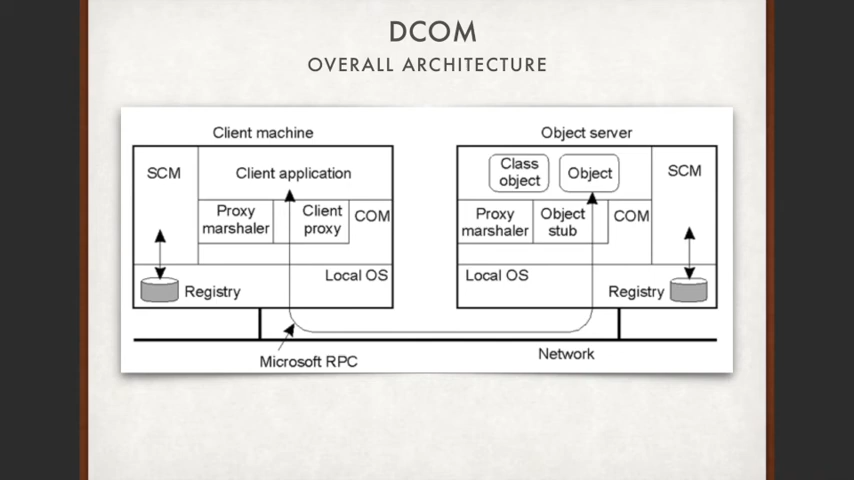 DCOM
OVERALL ARCHITECTURE
Client machine
SCM
Client application
Proxy
marshaler
Client
proxy
COM
Local OS
Registry
Microsoft RPC
Object server
Class
object
Object
SCM
Proxy
marshaler
Object
stub
COM
Local OS
Registry
Network